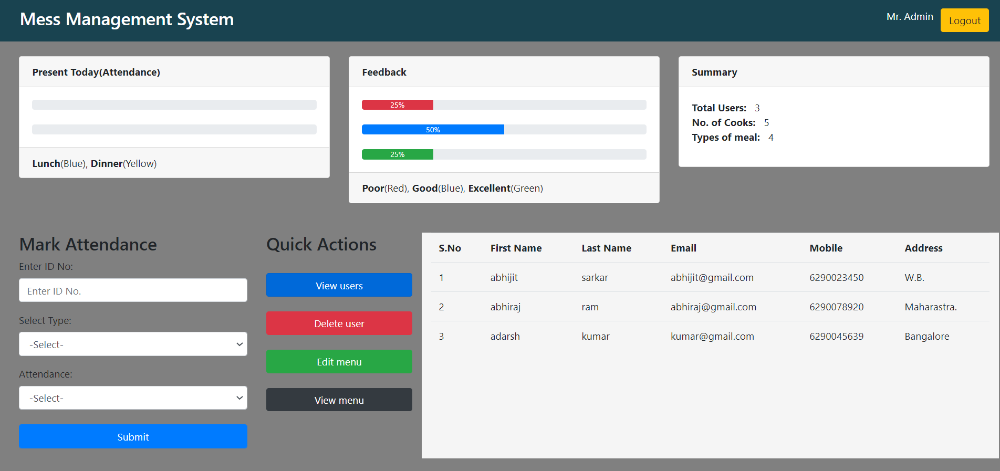 Mess Management System
Mr. Admin
Logout
Present Today(Attendance)
Lunch(Blue), Dinner(Yellow)
Feedback
25%
50%
25%
Poor(Red), Good(Blue), Excellent(Green)
Summary
Total Users: 3
No. of Cooks: 5
Types of meal: 4
Mark Attendance
Enter ID No:
Enter ID No.
Select Type:
-Select-
Attendance:
-Select-
Submit
Quick Actions
View users
Delete user
Edit menu
View menu
S.No First Name Last Name Email Mobile Address
1 abhijit sarkar abhijit@gmail.com 6290023450 W.B.
2 abhiraj ram abhiraj@gmail.com 6290078920 Maharastra.
3 adarsh kumar kumar@gmail.com 6290045639 Bangalore